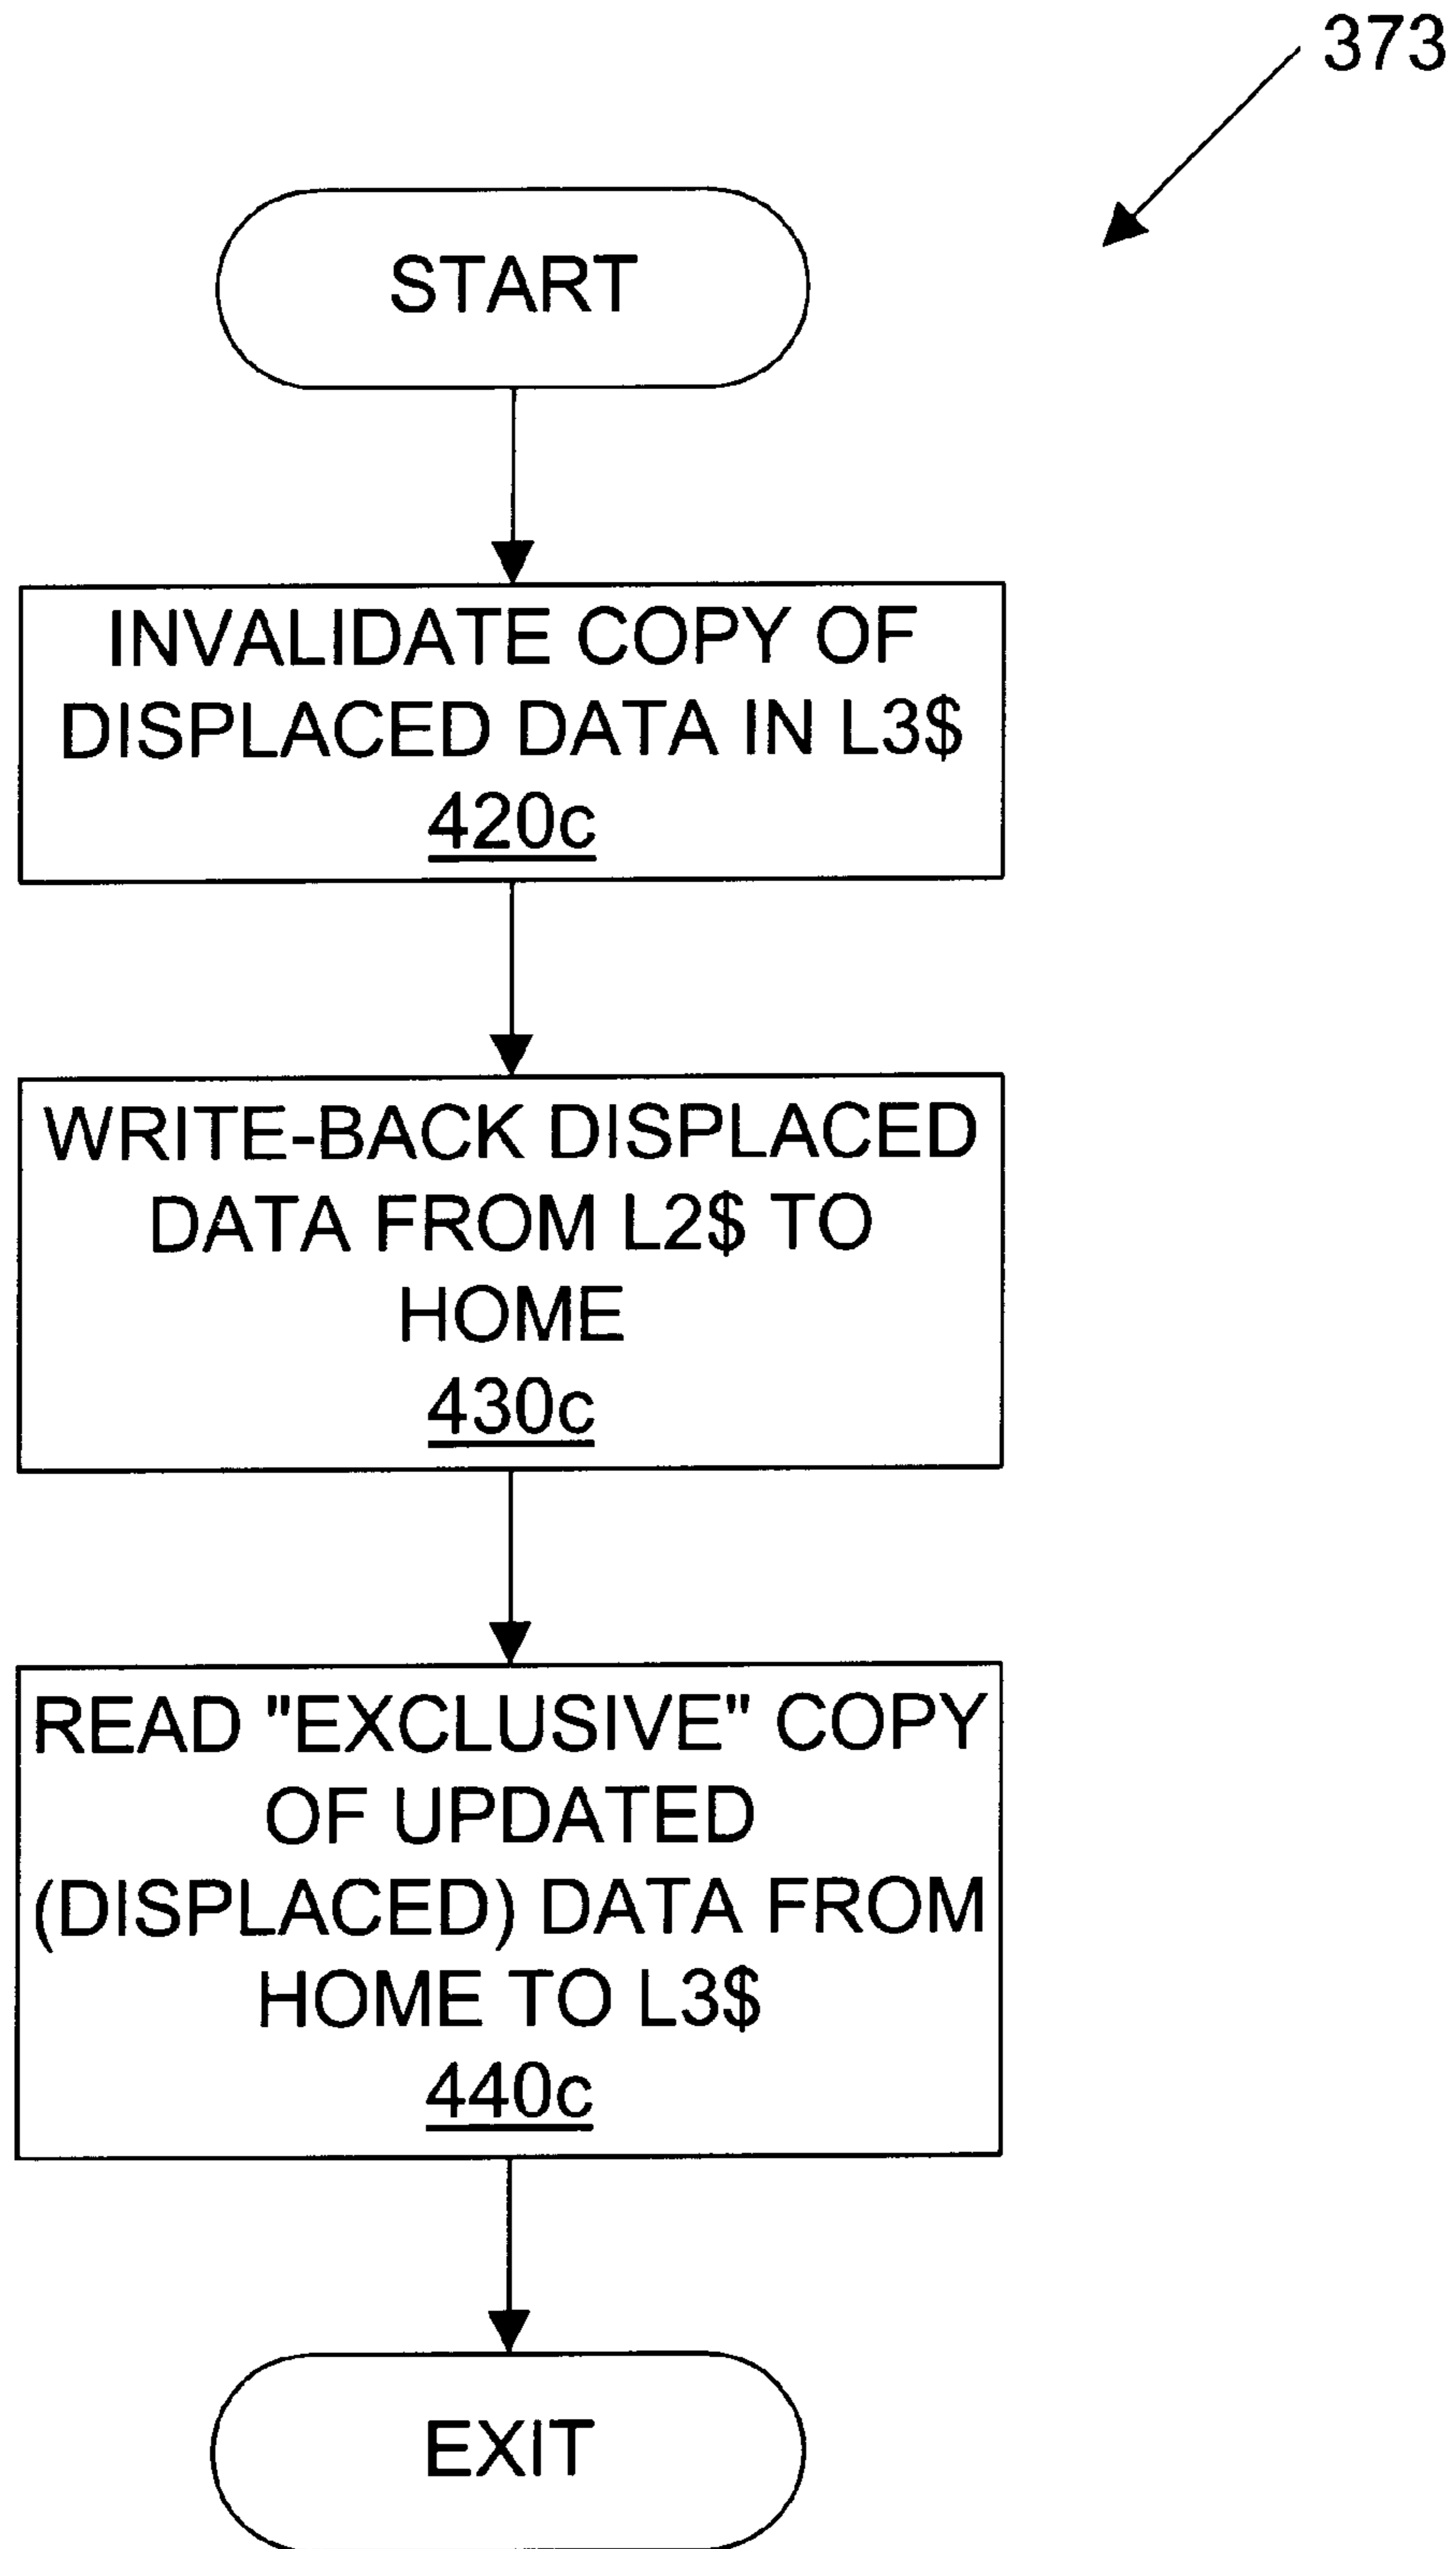 373
START
INVALIDATE COPY OF
DISPLACED DATA IN L3$
420c
WRITE-BACK DISPLACED
DATA FROM L2$ TO
HOME
430c
READ "EXCLUSIVE" COPY
OF UPDATED
(DISPLACED) DATA FROM
HOME TO L3$
440c
EXIT